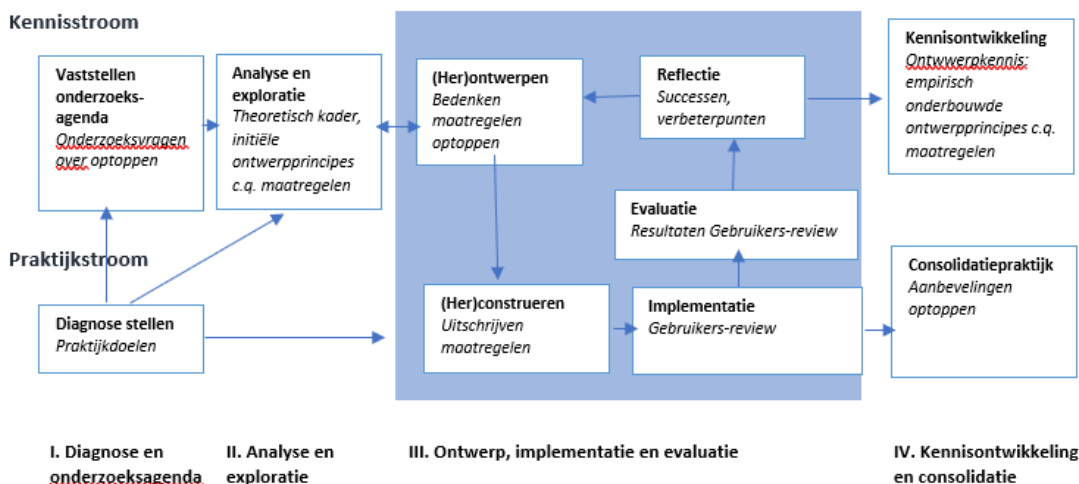 Kennisstroom
Vaststellen
onderzoeks-
agenda
Onderzoeksvragen
over optoppen
Analyse en
exploratie
Theoretisch kader,
initiële
ontwerpprincipes
c.q. maatregelen
(Her)ontwerpen
Bedenken
maatregelen
optoppen
Reflectie
Successen,
verbeterpunten
Kennisontwikkeling
Ontwwerpkennis:
empirisch
onderbouwde
ontwerpprincipes c.q.
maatregelen
Evaluatie
Resultaten Gebruikers-review
Praktijkstroom
Diagnose stellen
Praktijkdoelen
(Her)construeren
Uitschrijven
maatregelen
Implementatie
Gebruikers-review
Consolidatiepraktijk
Aanbevelingen
optoppen
I. Diagnose en
onderzoeksagenda
II. Analyse en
exploratie
III. Ontwerp, implementatie en evaluatie
IV. Kennisontwikkeling
en consolidatie